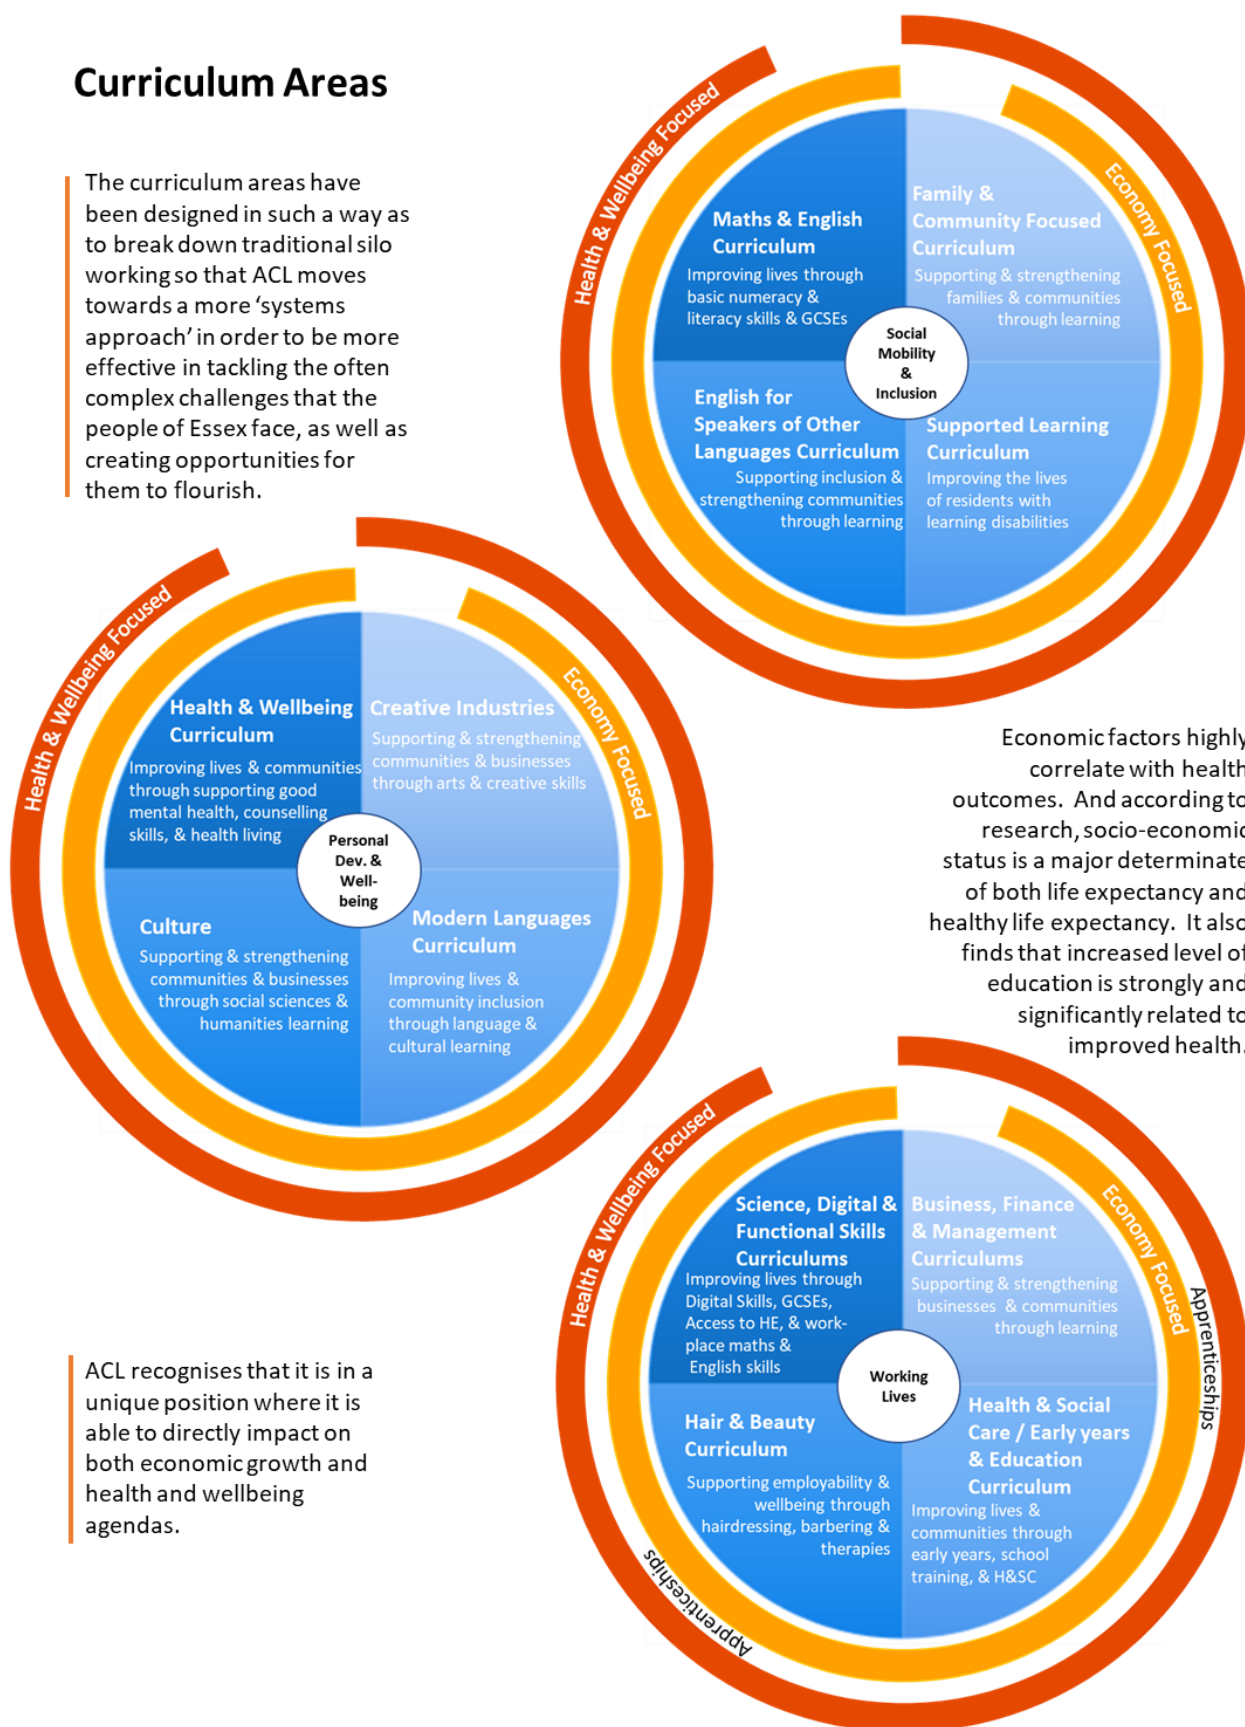 Curriculum Areas
The curriculum areas have
been designed in such a way as
to break down traditional silo
working so that ACL moves
towards a more ‘systems
approach’ in order to be more
effective in tackling the often
complex challenges that the
people of Essex face, as well as
creating opportunities for
them to flourish.
Health & Wellbeing Focused
Economy Focused
Maths & English
Curriculum
Improving lives through
basic numeracy &
literacy skills & GCSEs
Family &
Community Focused
Curriculum
Supporting & strengthening
families & communities
through learning
Social
Mobility
&
Inclusion
English for
Speakers of Other
Languages Curriculum
Supporting inclusion &
strengthening communities
through learning
Supported Learning
Curriculum
Improving the lives
of residents with
learning disabilities
Health & Wellbeing Focused
Economy Focused
Health & Wellbeing
Curriculum
Improving lives & communities
through supporting good
mental health, counselling
skills, & health living
Creative Industries
Supporting & strengthening
communities & businesses
through arts & creative skills
Personal
Dev. &
Well-
being
Culture
Supporting & strengthening
communities & businesses
through social sciences &
humanities learning
Modern Languages
Curriculum
Improving lives &
community inclusion
through language &
cultural learning
Economic factors highly
correlate with health
outcomes. And according to
research, socio-economic
status is a major determinate
of both life expectancy and
healthy life expectancy. It also
finds that increased level of
education is strongly and
significantly related to
improved health.
Health & Wellbeing Focused
Economy Focused
Apprenticeships
Science, Digital &
Functional Skills
Curriculums
Improving lives through
Digital Skills, GCSEs,
Access to HE, & work-
place maths &
English skills
Business, Finance
& Management
Curriculums
Supporting & strengthening
businesses & communities
through learning
Working
Lives
Hair & Beauty
Curriculum
Supporting employability &
wellbeing through
hairdressing, barbering &
therapies
Health & Social
Care / Early years
& Education
Curriculum
Improving lives &
communities through
early years, school
training, & H&SC
Apprenticeships
ACL recognises that it is in a
unique position where it is
able to directly impact on
both economic growth and
health and wellbeing
agendas.